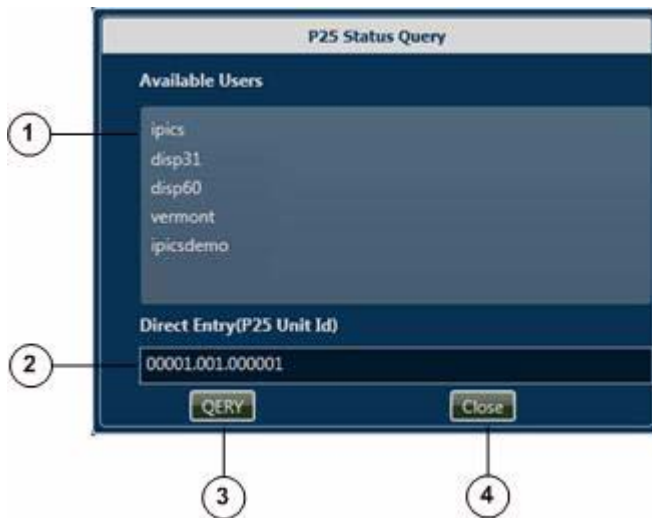 P25 Status Query
Available Users
1
ipics
disp31
disp60
vermont
ipicsdemo
Direct Entry(P25 Unit Id)
2
00001.001.000001
QERY
Close
3
4